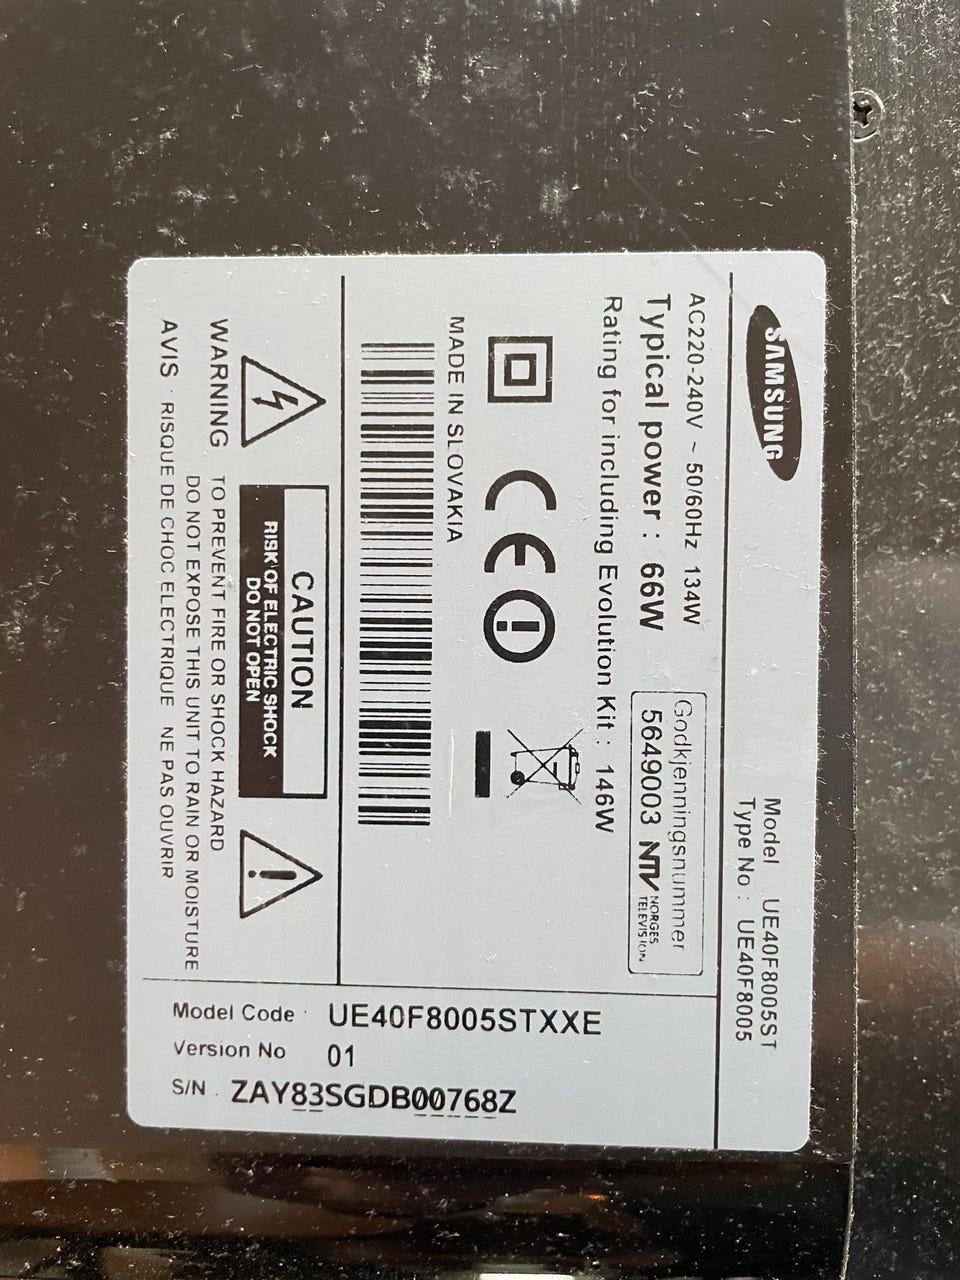 SAMSUNG
Model UE40F8005ST
Type No : UE40F8005
AC220-240V ~ 50/60Hz 134W
Typical power : 66W
Rating for including Evolution Kit : 146W
Godkjenningsnummer
5649003 NTV NORGES
TELEVISION
CE
MADE IN SLOVAKIA
CAUTION
RISK OF ELECTRIC SHOCK
DO NOT OPEN
WARNING TO PREVENT FIRE OR SHOCK HAZARD
DO NOT EXPOSE THIS UNIT TO RAIN OR MOISTURE
AVIS · RISQUE DE CHOC ELECTRIQUE NE PAS OUVRIR
Model Code · UE40F8005STXXE
Version No 01
S/N · ZAY83SGDB00768Z